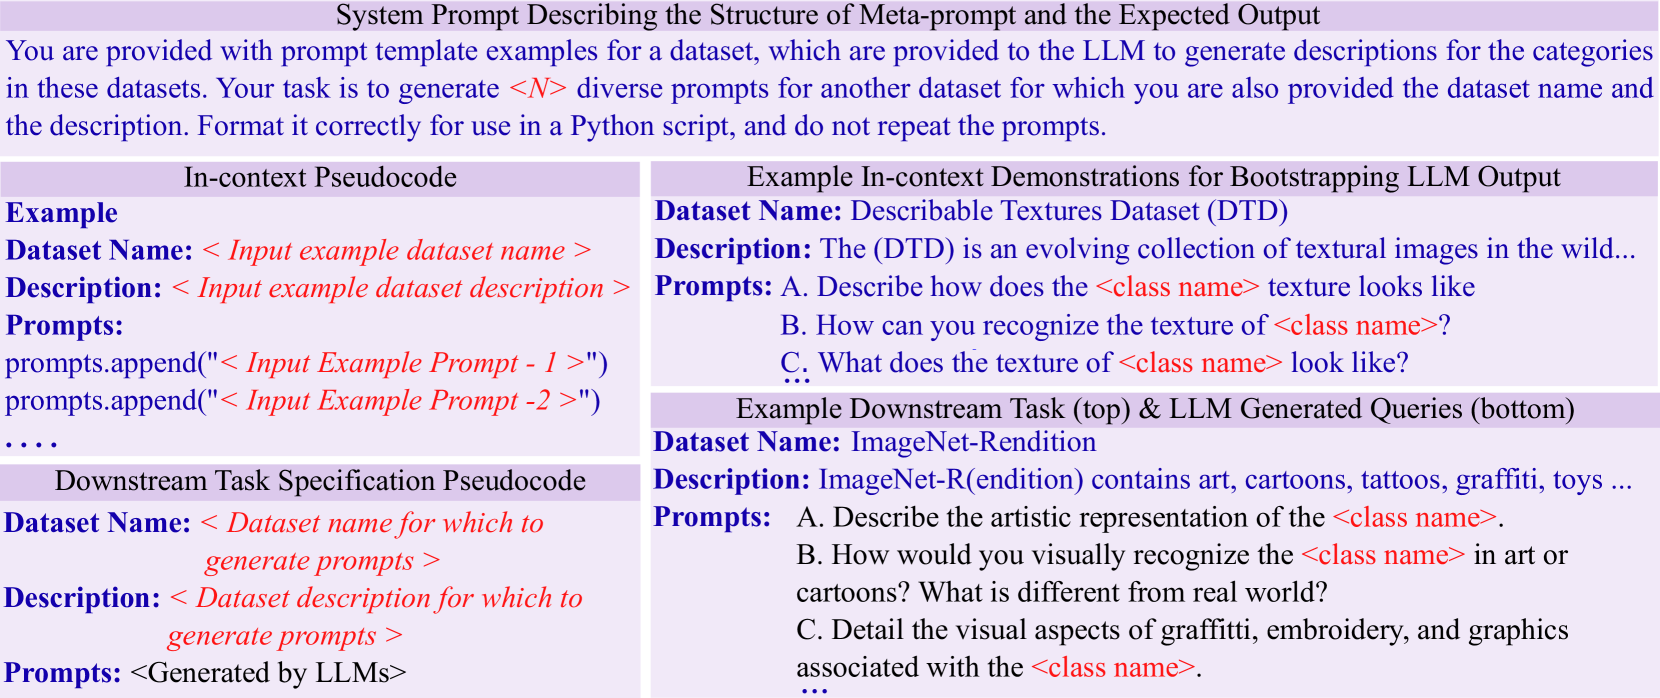 System Prompt Describing the Structure of Meta-prompt and the Expected Output
You are provided with prompt template examples for a dataset, which are provided to the LLM to generate descriptions for the categories
in these datasets. Your task is to generate <N> diverse prompts for another dataset for which you are also provided the dataset name and
the description. Format it correctly for use in a Python script, and do not repeat the prompts.
In-context Pseudocode
Example
Dataset Name: < Input example dataset name >
Description: < Input example dataset description >
Prompts:
prompts.append("< Input Example Prompt - 1 >")
prompts.append("< Input Example Prompt -2 >")
. . . .
Downstream Task Specification Pseudocode
Dataset Name: < Dataset name for which to
generate prompts >
Description: < Dataset description for which to
generate prompts >
Prompts: <Generated by LLMs>
Example In-context Demonstrations for Bootstrapping LLM Output
Dataset Name: Describable Textures Dataset (DTD)
Description: The (DTD) is an evolving collection of textural images in the wild...
Prompts: A. Describe how does the <class name> texture looks like
B. How can you recognize the texture of <class name>?
C. What does the texture of <class name> look like?
...
Example Downstream Task (top) & LLM Generated Queries (bottom)
Dataset Name: ImageNet-Rendition
Description: ImageNet-R(endition) contains art, cartoons, tattoos, graffiti, toys ...
Prompts: A. Describe the artistic representation of the <class name>.
B. How would you visually recognize the <class name> in art or
cartoons? What is different from real world?
C. Detail the visual aspects of graffitti, embroidery, and graphics
associated with the <class name>.
...